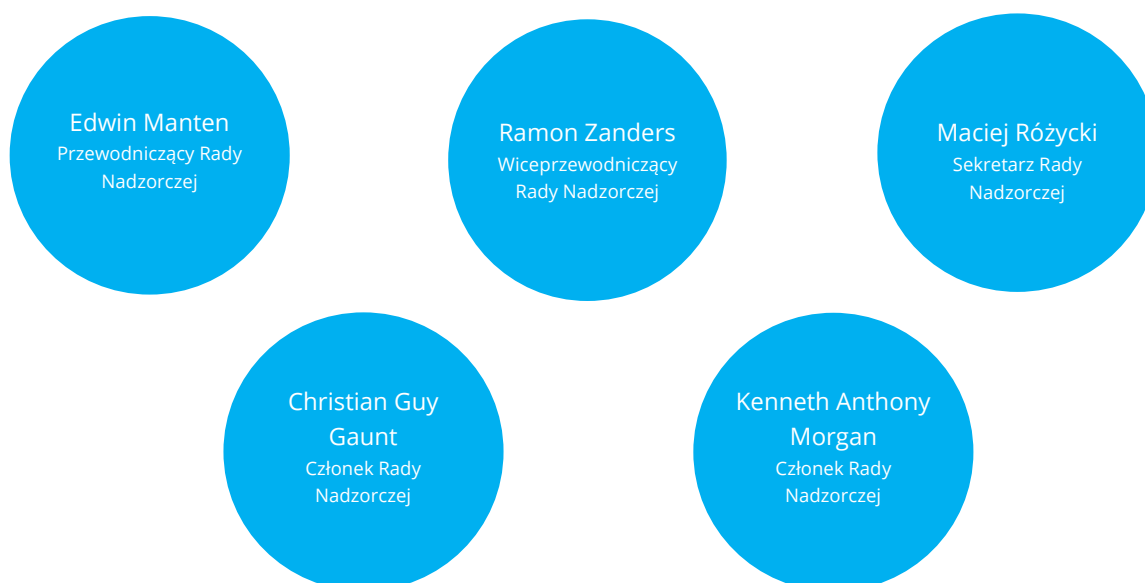 Edwin Manten
Przewodniczący Rady
Nadzorczej
Ramon Zanders
Wiceprzewodniczący
Rady Nadzorczej
Maciej Różycki
Sekretarz Rady
Nadzorczej
Christian Guy
Gaunt
Członek Rady
Nadzorczej
Kenneth Anthony
Morgan
Członek Rady
Nadzorczej